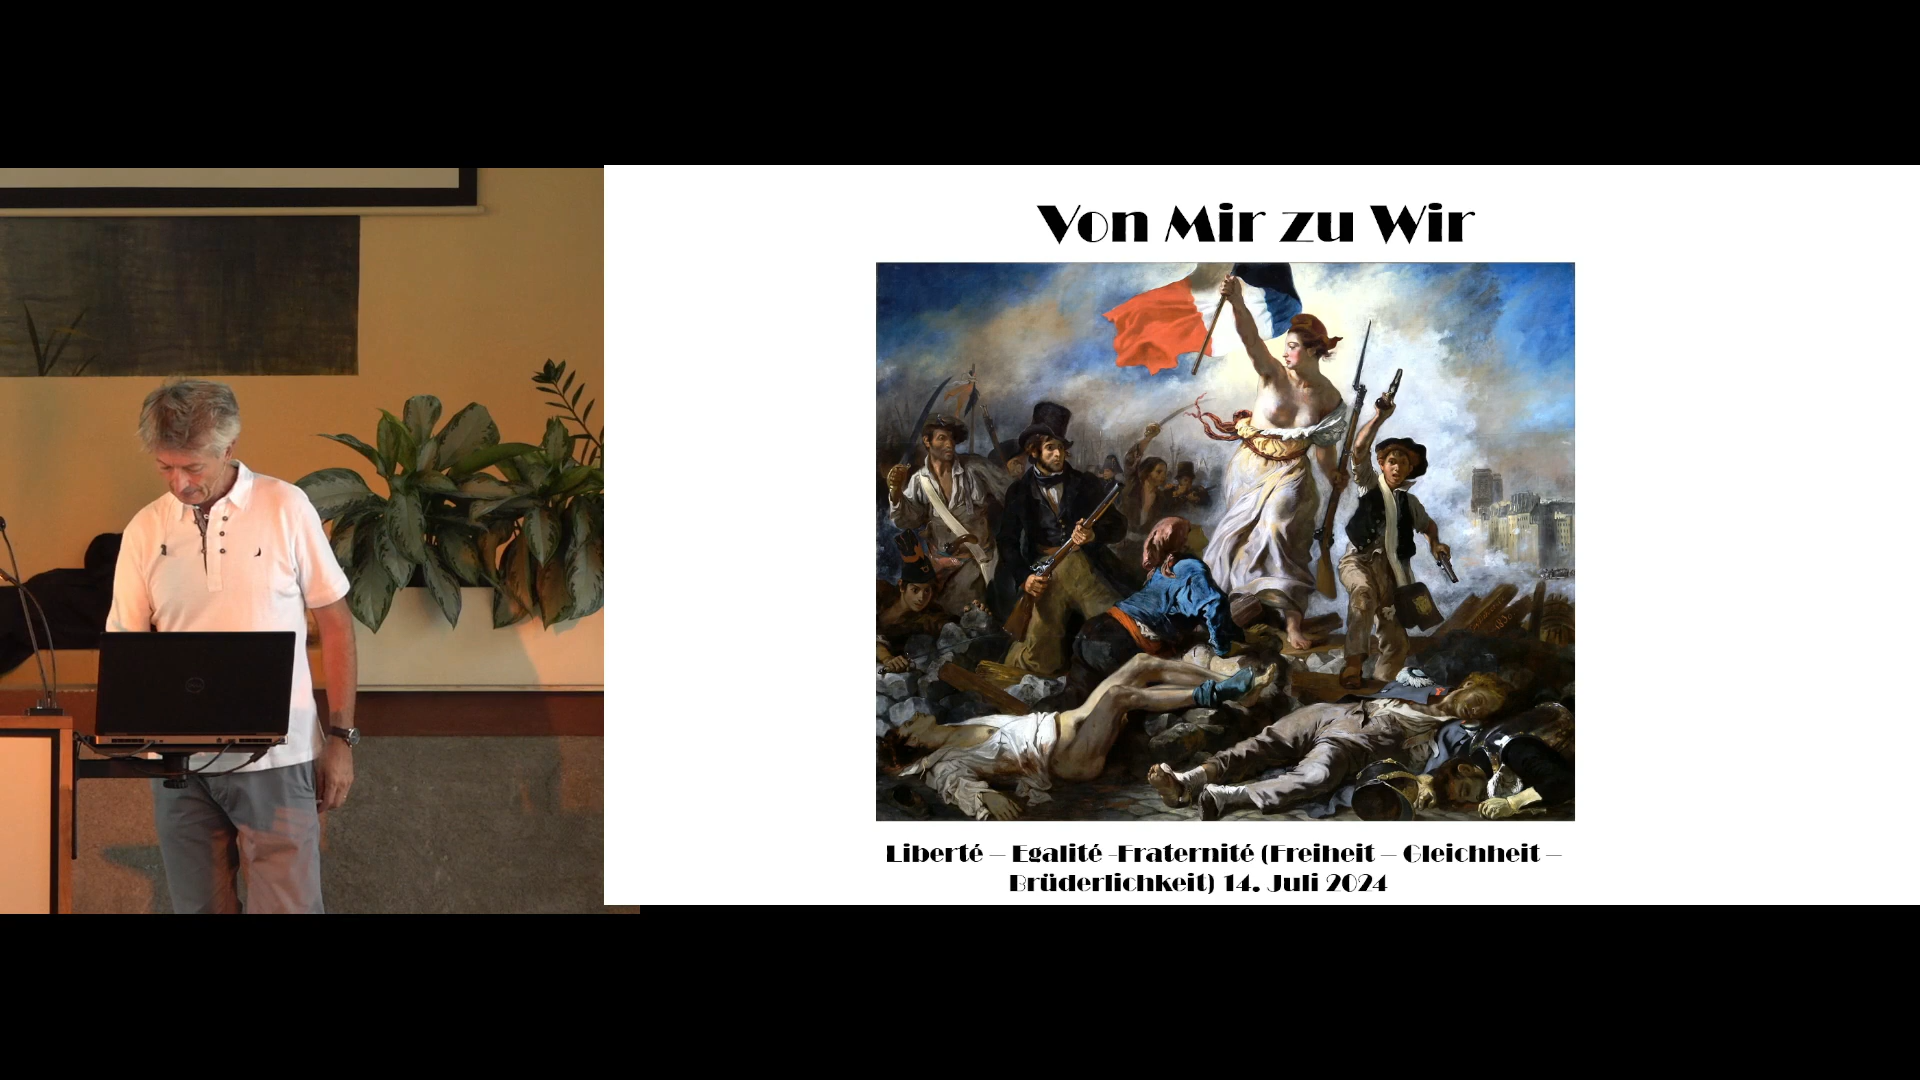 Von Mir zu Wir
Liberté – Egalité -Fraternité (Freiheit – Gleichheit –
Brüderlichkeit) 14. Juli 2024